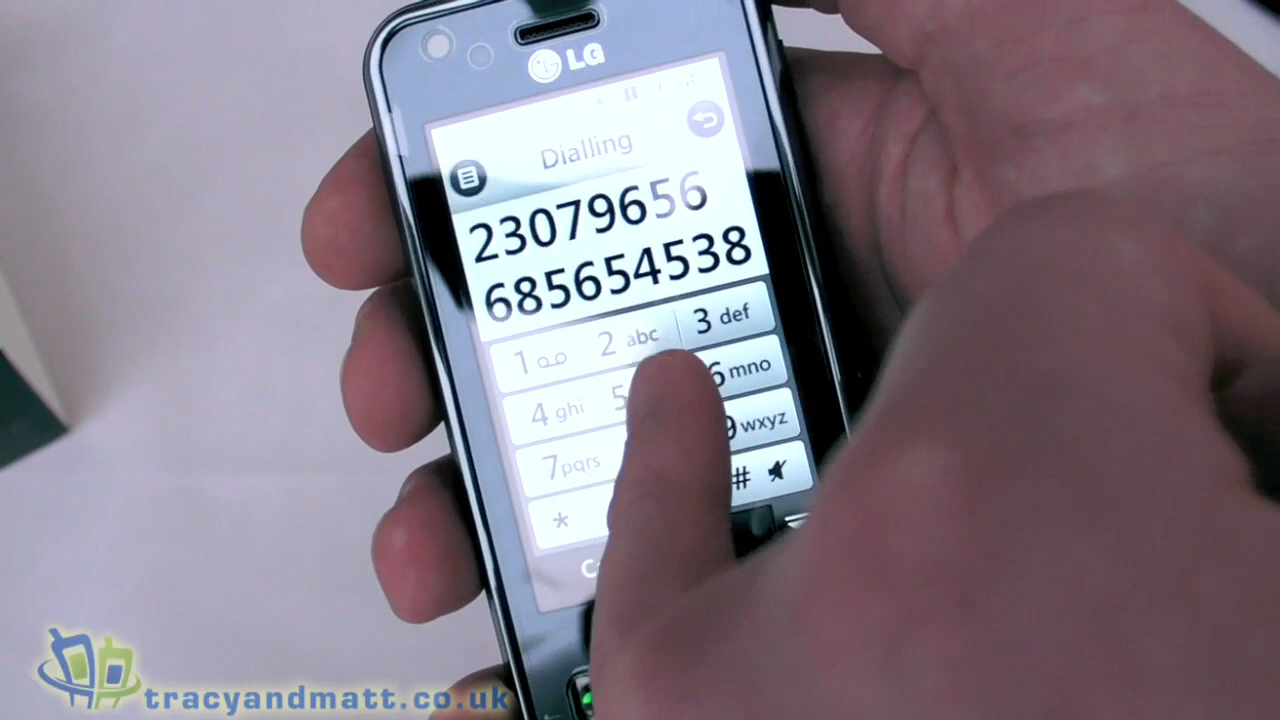 LG
Dialling
23079656
685654538
1 2 abc 3 def
4 ghi 5 6 mno
7 pqrs 9 wxyz
* #
tracyandmatt.co.uk